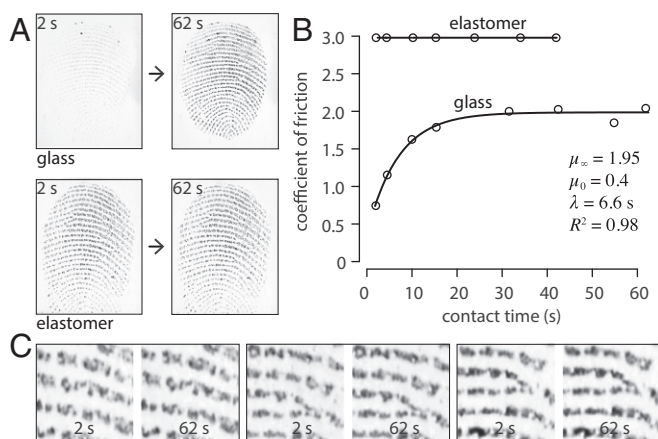 A
2 s
62 s
glass
2 s
62 s
elastomer
B
elastomer
glass
coefficient of friction
3.0
2.5
2.0
1.5
1.0
0.5
0
μ∞ = 1.95
μ0 = 0.4
λ = 6.6 s
R² = 0.98
0 10 20 30 40 50 60
contact time (s)
C
2 s 62 s 2 s 62 s 2 s 62 s